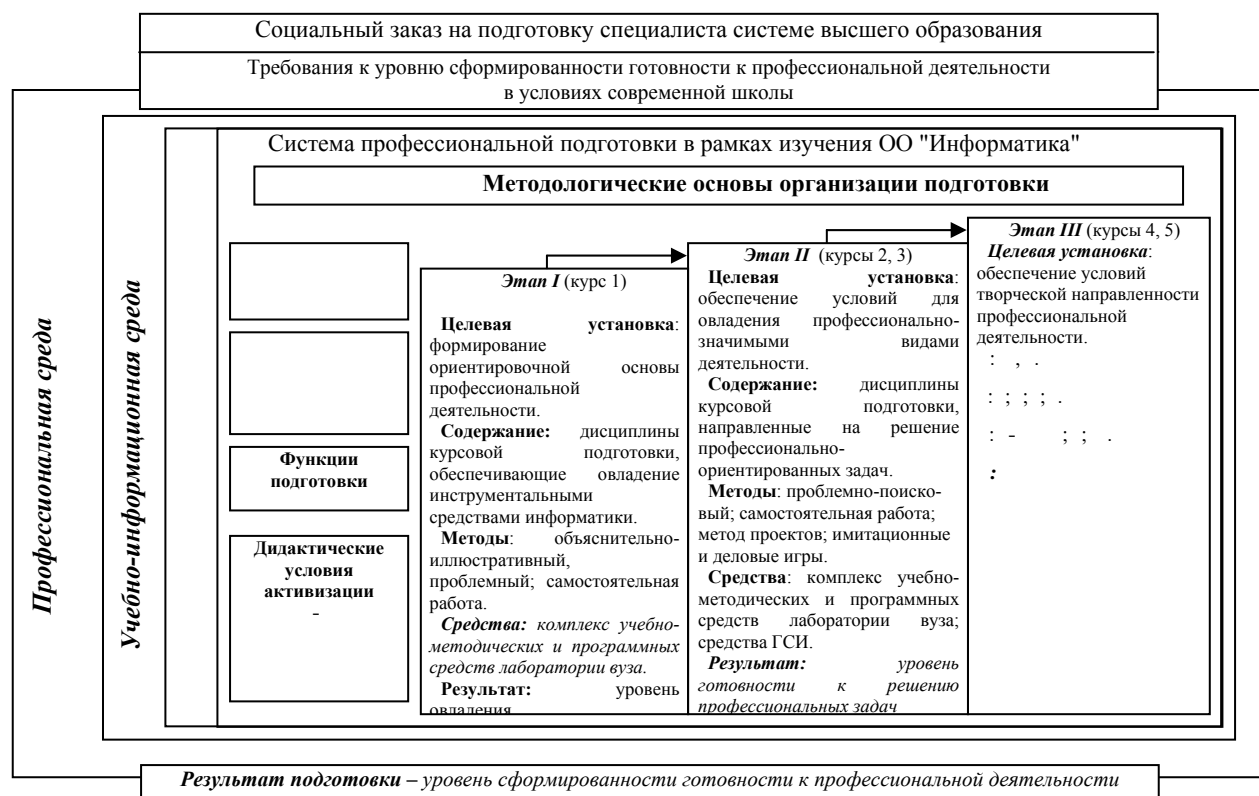 Социальный заказ на подготовку специалиста системе высшего образования
Требования к уровню сформированности готовности к профессиональной деятельности
в условиях современной школы
Профессиональная среда
Учебно-информационная среда
Система профессиональной подготовки в рамках изучения ОО "Информатика"
Методологические основы организации подготовки
Функции
подготовки
Дидактические
условия
активизации
-
Этап I (курс 1)
Целевая установка:
формирование
ориентировочной основы
профессиональной
деятельности.
Содержание: дисциплины
курсовой подготовки,
обеспечивающие овладение
инструментальными
средствами информатики.
Методы: объяснительно-
иллюстративный,
проблемный; самостоятельная
работа.
Средства: комплекс учебно-
методических и программных
средств лаборатории вуза.
Результат: уровень
овладения
Этап II (курсы 2, 3)
Целевая установка:
обеспечение условий для
овладения профессионально-
значимыми видами
деятельности.
Содержание: дисциплины
курсовой подготовки,
направленные на решение
профессионально-
ориентированных задач.
Методы: проблемно-поиско-
вый; самостоятельная работа;
метод проектов; имитационные
и деловые игры.
Средства: комплекс учебно-
методических и программных
средств лаборатории вуза;
средства ГСИ.
Результат: уровень
готовности к решению
профессиональных задач
Этап III (курсы 4, 5)
Целевая установка:
обеспечение условий
творческой направленности
профессиональной
деятельности.
: , .
: ; ; ; .
: - ; ; .
:
Результат подготовки – уровень сформированности готовности к профессиональной деятельности